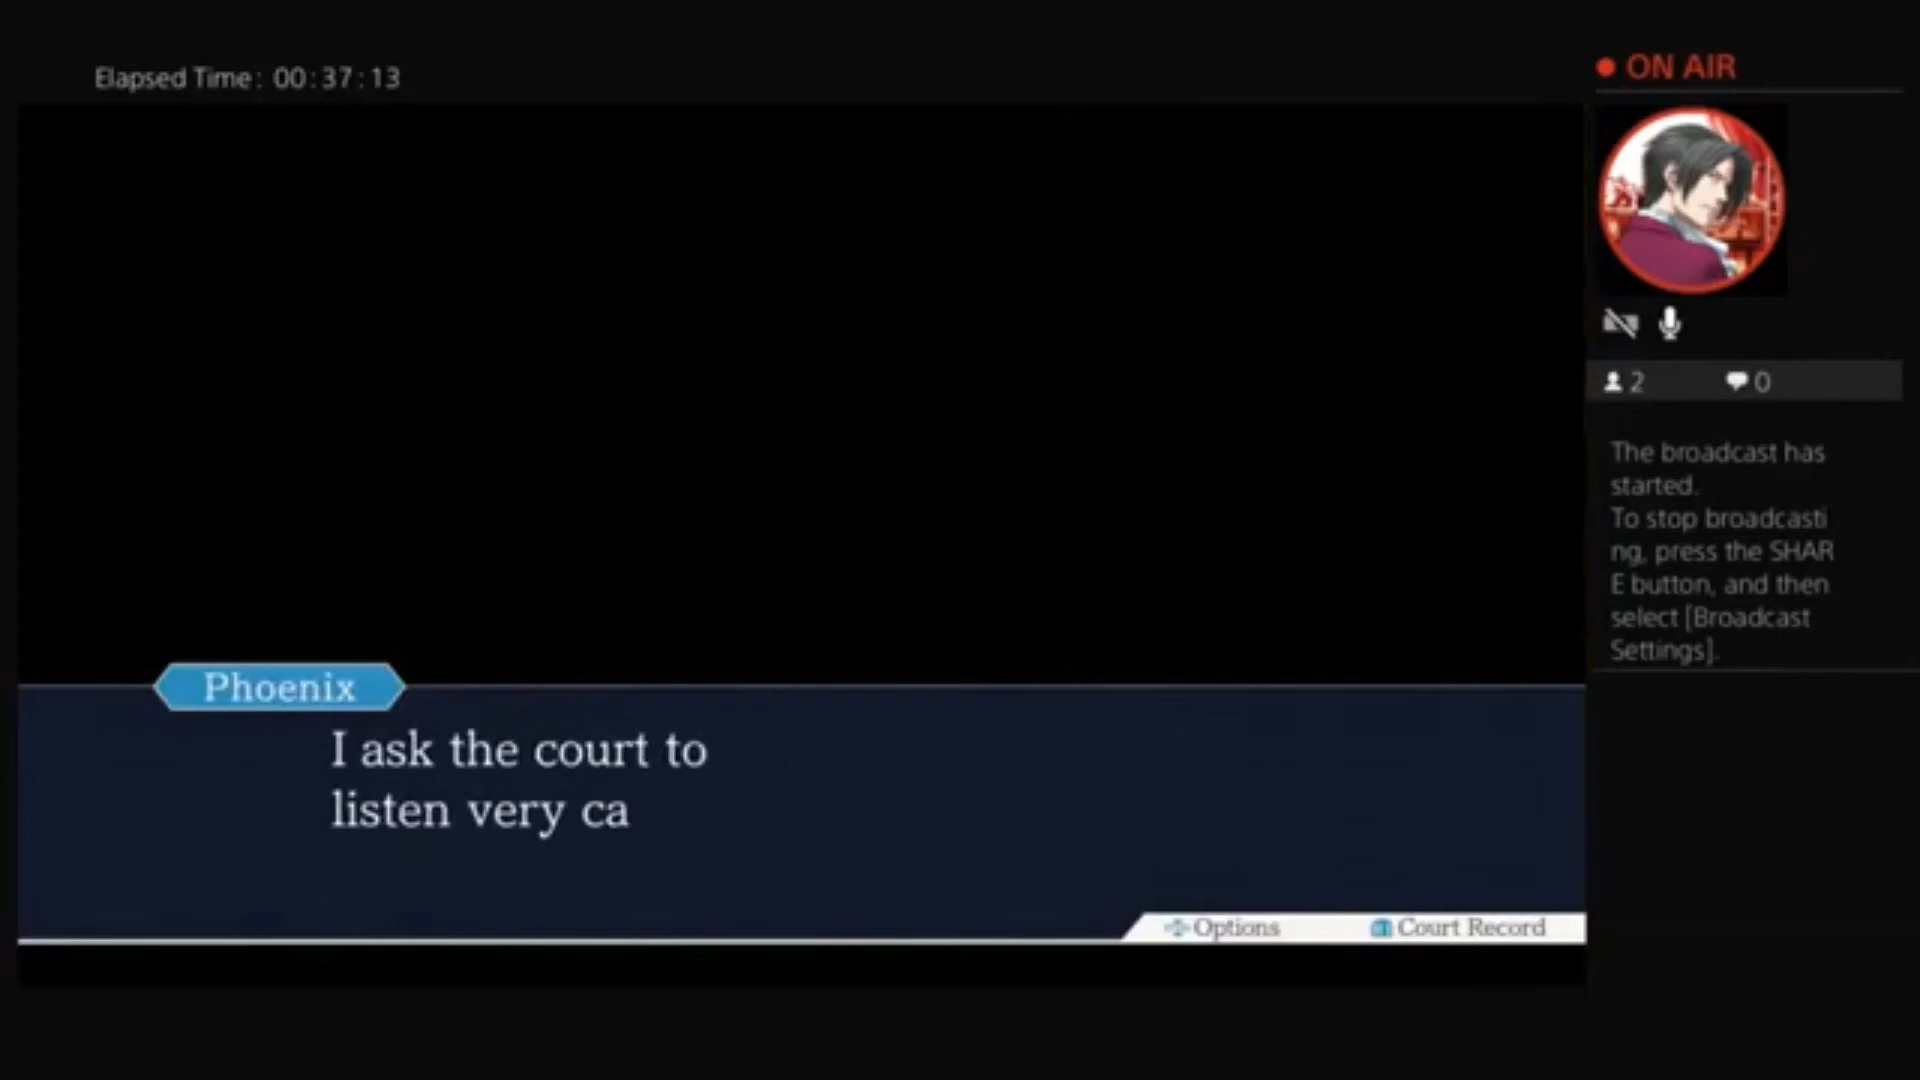 Elapsed Time: 00:37:13
ON AIR
2 0
The broadcast has
started.
To stop broadcasti
ng, press the SHAR
E button, and then
select [Broadcast
Settings].
Phoenix
I ask the court to
listen very ca
Options Court Record